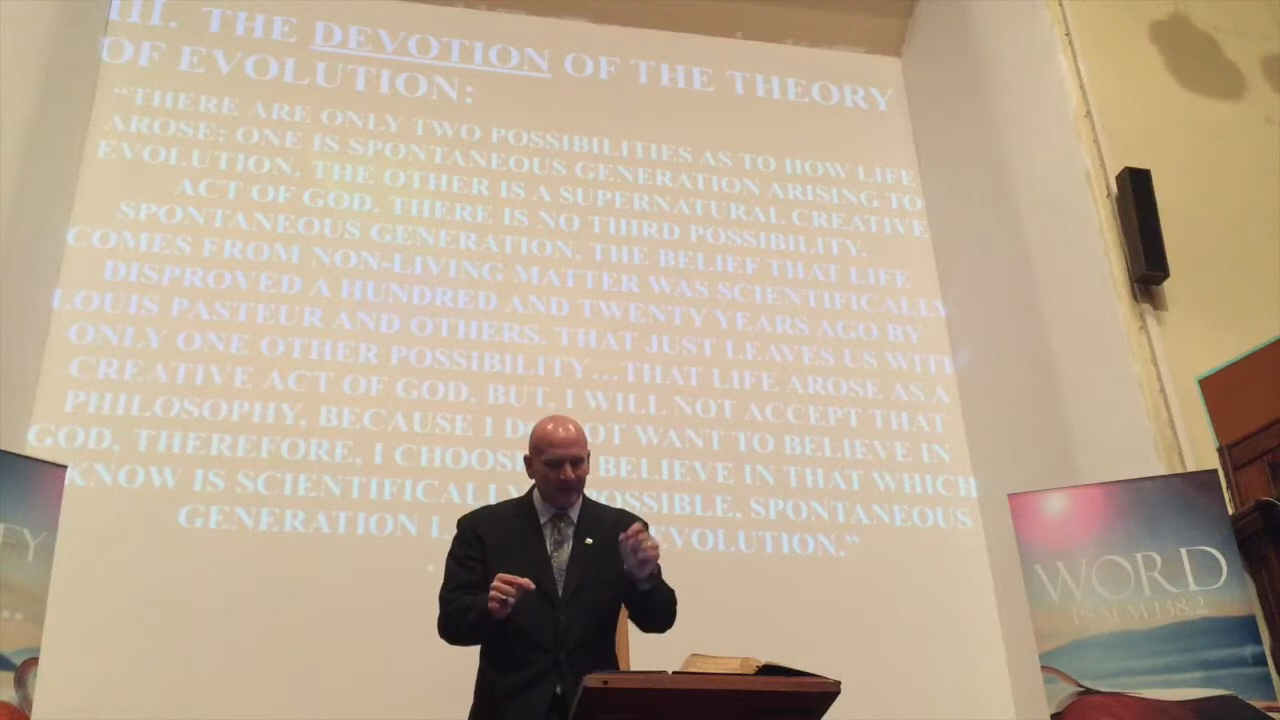 III. THE DEVOTION OF THE THEORY
OF EVOLUTION:
“THERE ARE ONLY TWO POSSIBILITIES AS TO HOW LIFE
AROSE: ONE IS SPONTANEOUS GENERATION ARISING TO
EVOLUTION. THE OTHER IS A SUPERNATURAL CREATIVE
ACT OF GOD. THERE IS NO THIRD POSSIBILITY.
SPONTANEOUS GENERATION, THE BELIEF THAT LIFE
COMES FROM NON-LIVING MATTER WAS SCIENTIFICALLY
DISPROVED A HUNDRED AND TWENTY YEARS AGO BY
LOUIS PASTEUR AND OTHERS. THAT JUST LEAVES US WITH
ONLY ONE OTHER POSSIBILITY...THAT LIFE AROSE AS A
CREATIVE ACT OF GOD. BUT, I WILL NOT ACCEPT THAT
PHILOSOPHY, BECAUSE I DO NOT WANT TO BELIEVE IN
GOD, THEREFORE, I CHOOSE BELIEVE IN THAT WHICH
KNOW IS SCIENTIFICALLY IMPOSSIBLE, SPONTANEOUS
GENERATION EVOLUTION.”
WORD
PSALM 138:2